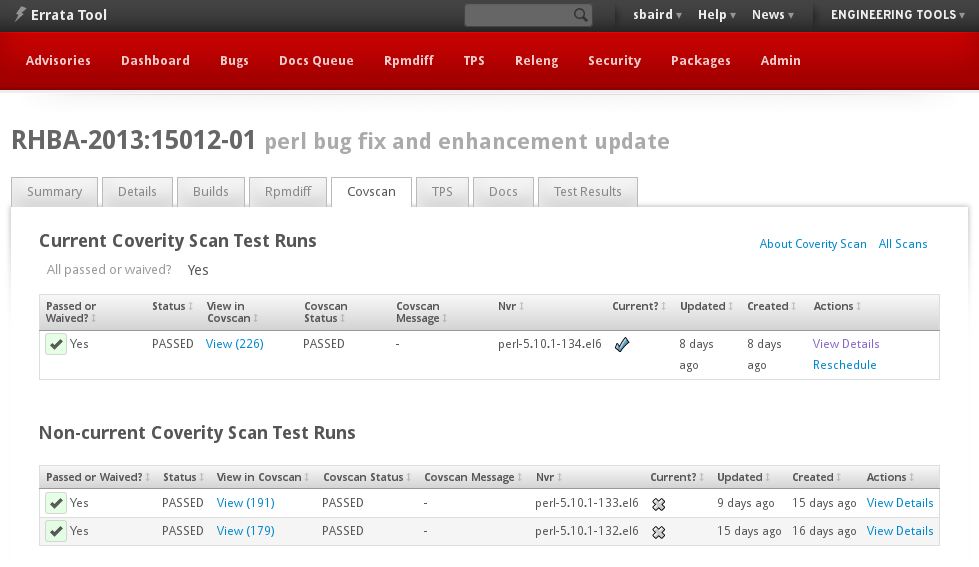 Errata Tool
sbaird ▾ Help ▾ News ▾ ENGINEERING TOOLS ▾
Advisories Dashboard Bugs Docs Queue Rpmdiff TPS Releng Security Packages Admin
RHBA-2013:15012-01 perl bug fix and enhancement update
Summary Details Builds Rpmdiff Covscan TPS Docs Test Results
Current Coverity Scan Test Runs
About Coverity Scan All Scans
All passed or waived? Yes
Passed or Status View in Covscan Covscan Nvr Current? Updated Created Actions
Waived? Covscan Status Message
Yes PASSED View (226) PASSED - perl-5.10.1-134.el6 8 days 8 days View Details
ago ago Reschedule
Non-current Coverity Scan Test Runs
Passed or Waived? Status View in Covscan Covscan Status Covscan Message Nvr Current? Updated Created Actions
Yes PASSED View (191) PASSED - perl-5.10.1-133.el6 9 days ago 15 days ago View Details
Yes PASSED View (179) PASSED - perl-5.10.1-132.el6 15 days ago 16 days ago View Details